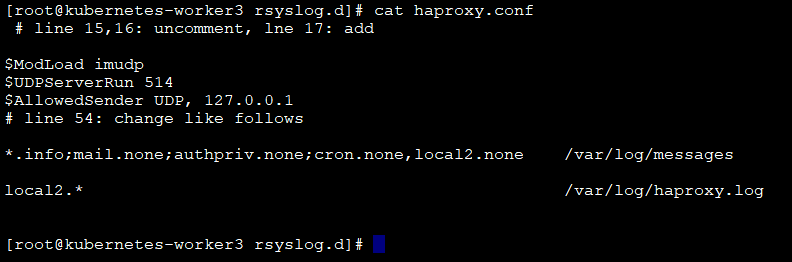 [root@kubernetes-worker3 rsyslog.d]# cat haproxy.conf
# line 15,16: uncomment, lne 17: add
$ModLoad imudp
$UDPServerRun 514
$AllowedSender UDP, 127.0.0.1
# line 54: change like follows
*.info;mail.none;authpriv.none;cron.none,local2.none    /var/log/messages
local2.*                                                /var/log/haproxy.log
[root@kubernetes-worker3 rsyslog.d]#